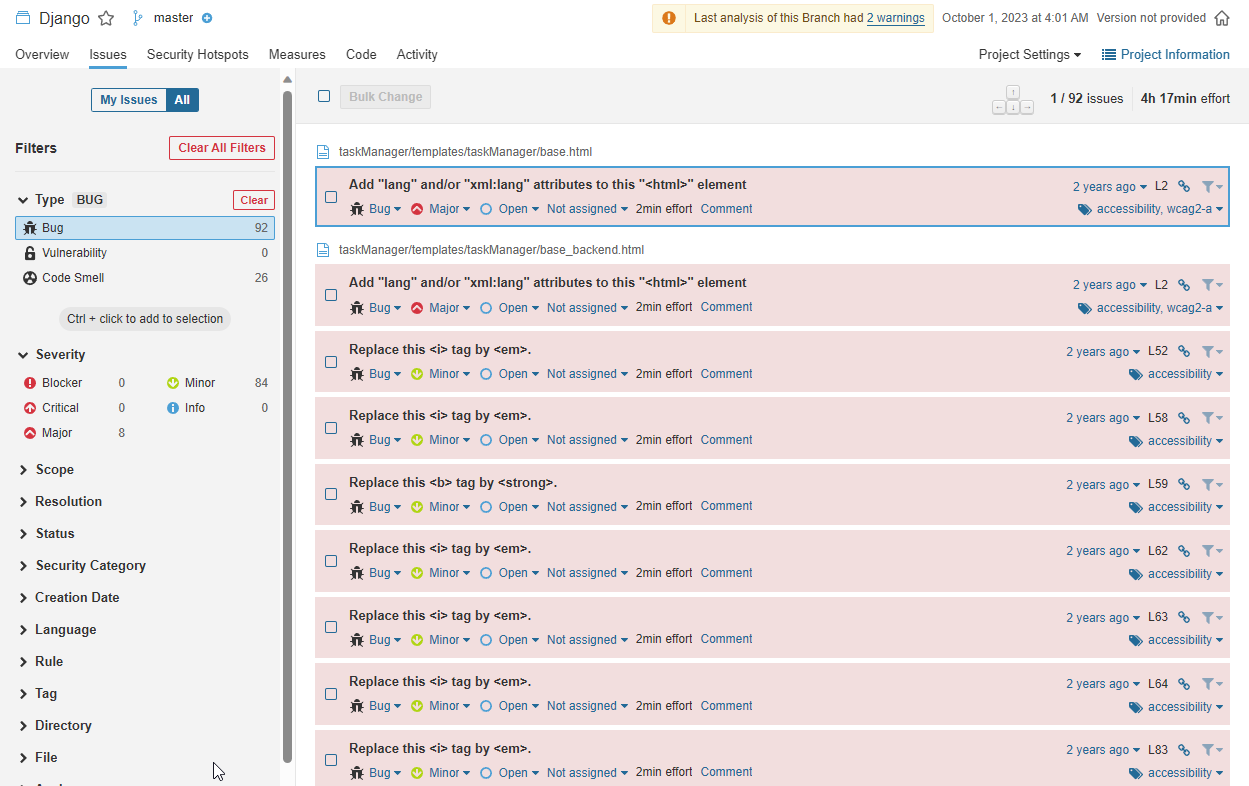 Django master Last analysis of this Branch had 2 warnings October 1, 2023 at 4:01 AM Version not provided
Overview Issues Security Hotspots Measures Code Activity Project Settings Project Information
My Issues All
Filters Clear All Filters
Type BUG Clear
Bug 92
Vulnerability 0
Code Smell 26
Ctrl + click to add to selection
Severity
Blocker 0 Minor 84
Critical 0 Info 0
Major 8
Scope
Resolution
Status
Security Category
Creation Date
Language
Rule
Tag
Directory
File
Bulk Change 1 / 92 issues 4h 17min effort
taskManager/templates/taskManager/base.html
Add "lang" and/or "xml:lang" attributes to this "<html>" element 2 years ago L2
Bug Major Open Not assigned 2min effort Comment accessibility, wcag2-a
taskManager/templates/taskManager/base_backend.html
Add "lang" and/or "xml:lang" attributes to this "<html>" element 2 years ago L2
Bug Major Open Not assigned 2min effort Comment accessibility, wcag2-a
Replace this <i> tag by <em>. 2 years ago L52
Bug Minor Open Not assigned 2min effort Comment accessibility
Replace this <i> tag by <em>. 2 years ago L58
Bug Minor Open Not assigned 2min effort Comment accessibility
Replace this <b> tag by <strong>. 2 years ago L59
Bug Minor Open Not assigned 2min effort Comment accessibility
Replace this <i> tag by <em>. 2 years ago L62
Bug Minor Open Not assigned 2min effort Comment accessibility
Replace this <i> tag by <em>. 2 years ago L63
Bug Minor Open Not assigned 2min effort Comment accessibility
Replace this <i> tag by <em>. 2 years ago L64
Bug Minor Open Not assigned 2min effort Comment accessibility
Replace this <i> tag by <em>. 2 years ago L83
Bug Minor Open Not assigned 2min effort Comment accessibility